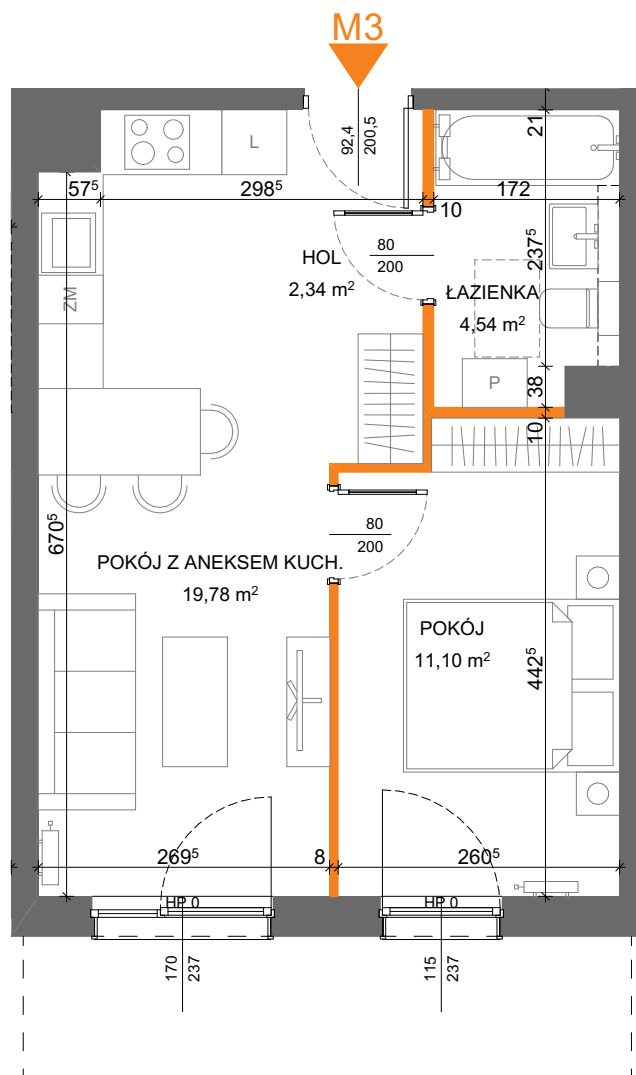 M3
92,4
200,5
21
L
57⁵
298⁵
172
10
80
200
HOL
2,34 m²
237⁵
ŁAZIENKA
4,54 m²
ZM
P
38
10
670⁵
80
200
POKÓJ Z ANEKSEM KUCH.
19,78 m²
POKÓJ
11,10 m²
442⁵
269⁵
8
260⁵
HP 0
HP 0
170
237
115
237